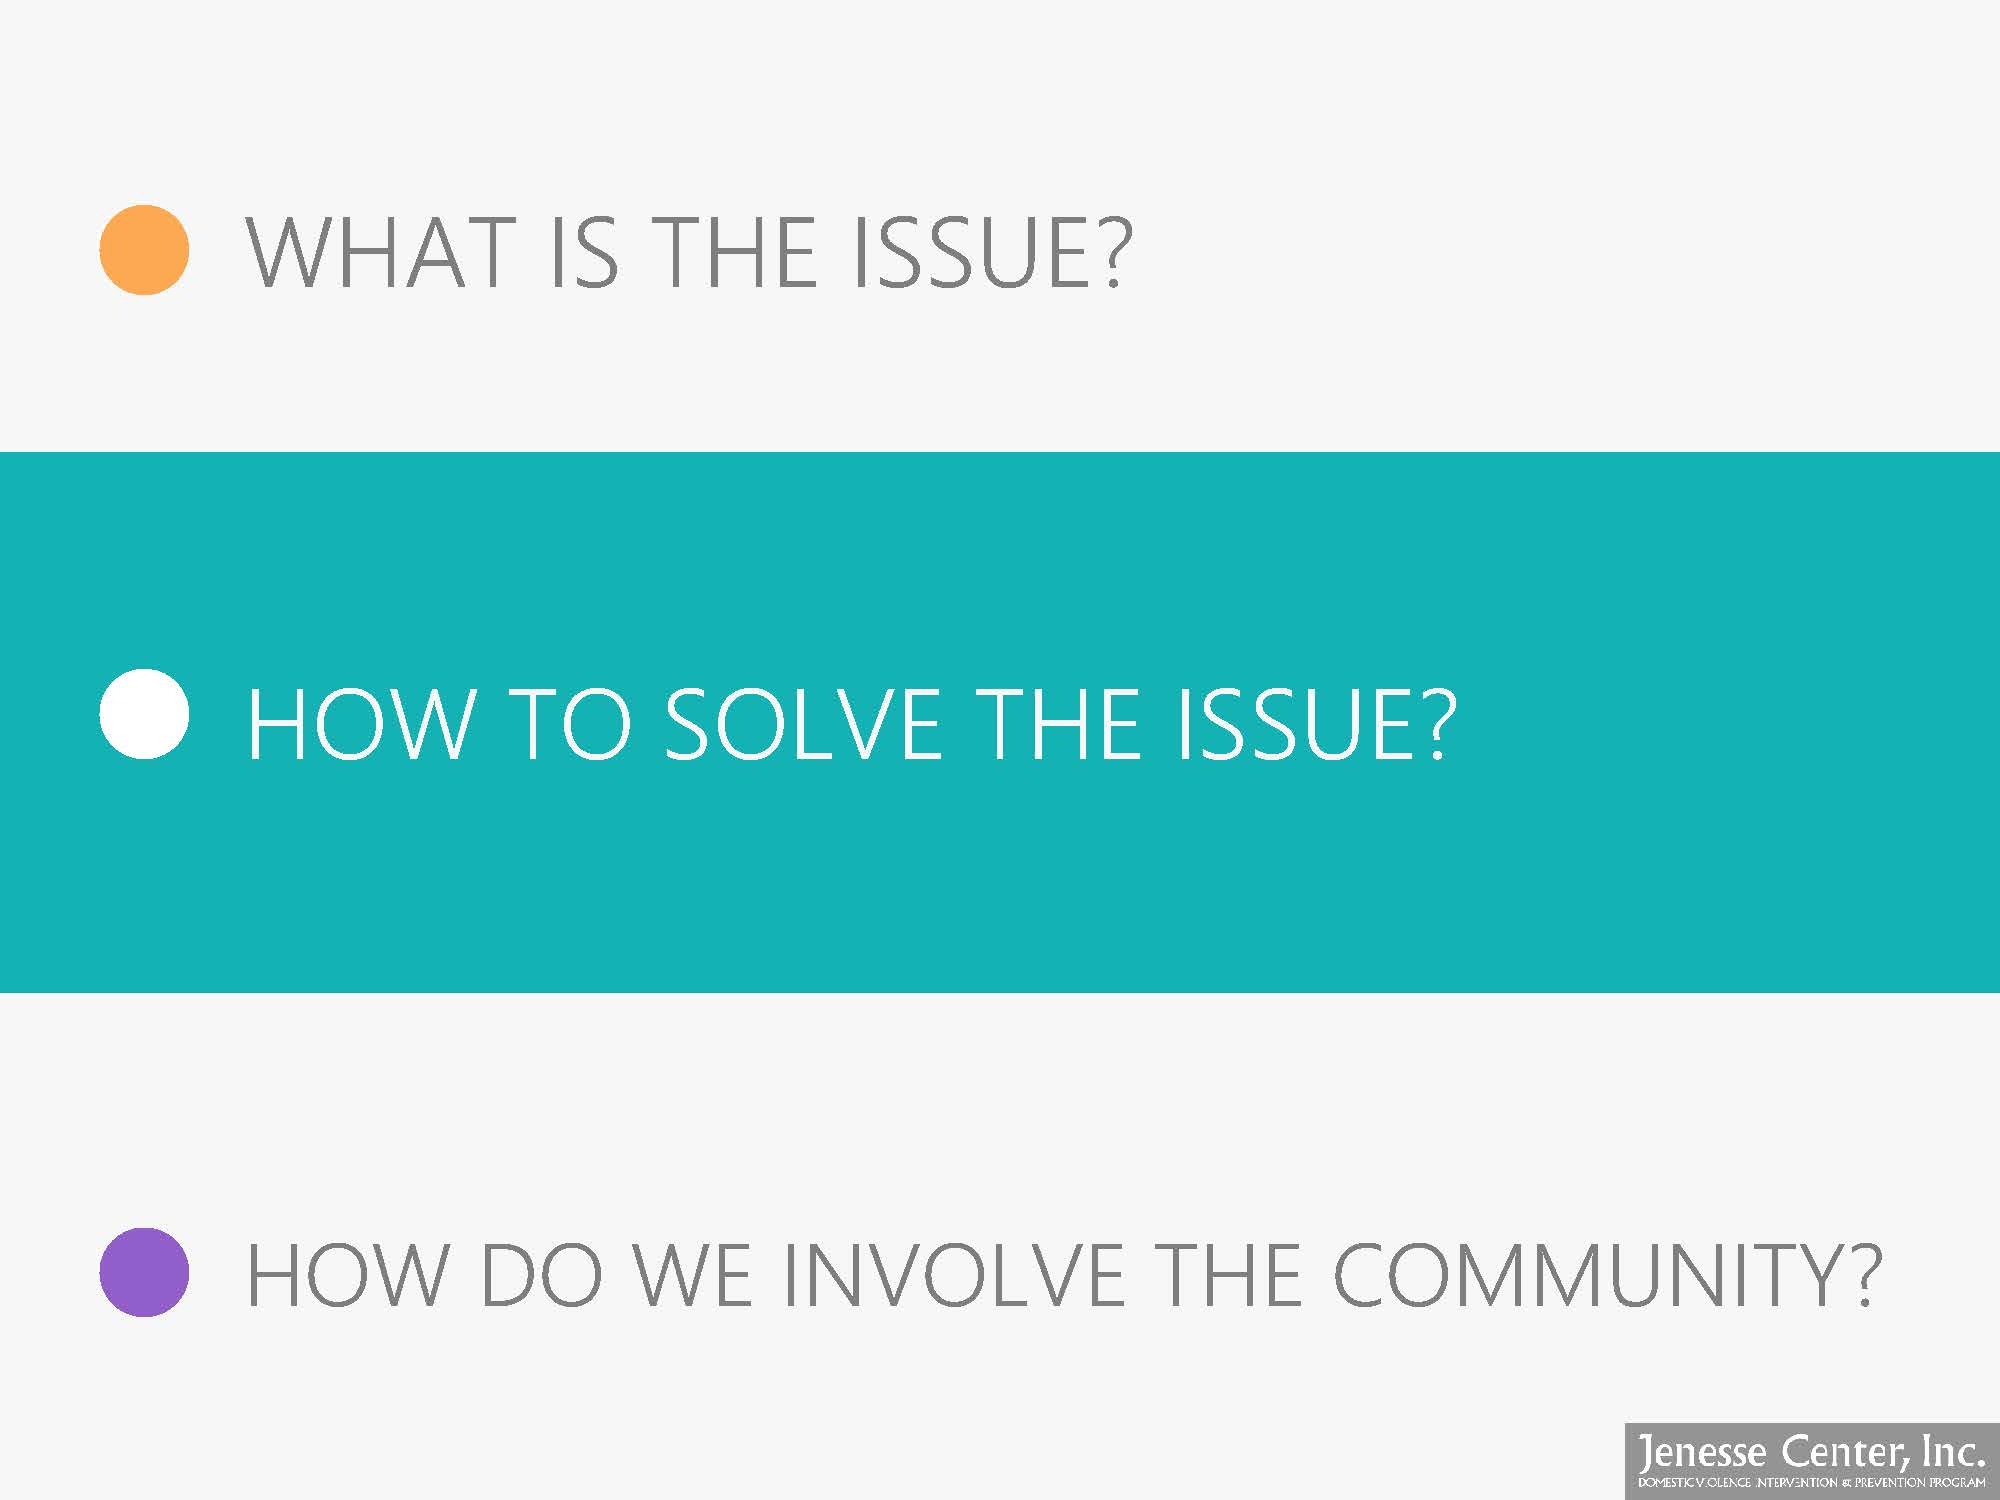 WHAT IS THE ISSUE?
HOW TO SOLVE THE ISSUE?
HOW DO WE INVOLVE THE COMMUNITY?
Jenesse Center, Inc.
DOMESTIC VIOLENCE INTERVENTION & PREVENTION PROGRAM